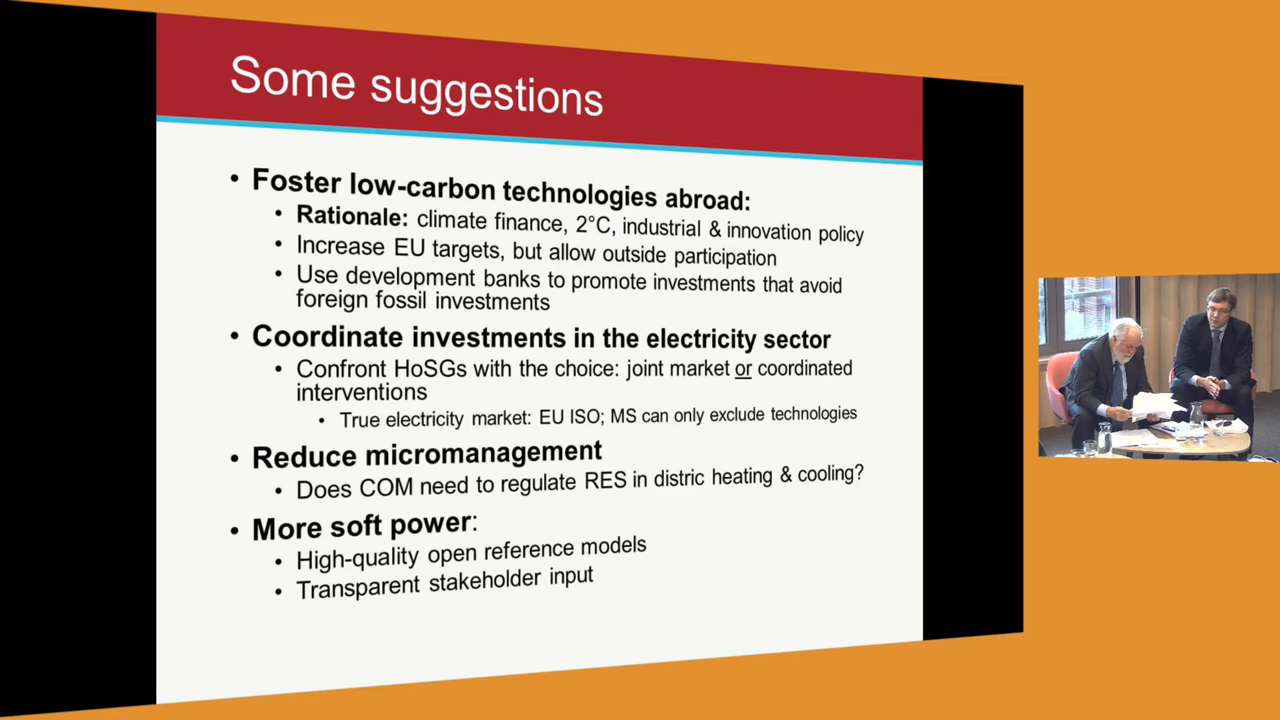 Some suggestions
• Foster low-carbon technologies abroad:
• Rationale: climate finance, 2°C, industrial & innovation policy
• Increase EU targets, but allow outside participation
• Use development banks to promote investments that avoid
foreign fossil investments
• Coordinate investments in the electricity sector
• Confront HoSGs with the choice: joint market or coordinated
interventions
• True electricity market: EU ISO; MS can only exclude technologies
• Reduce micromanagement
• Does COM need to regulate RES in distric heating & cooling?
• More soft power:
• High-quality open reference models
• Transparent stakeholder input